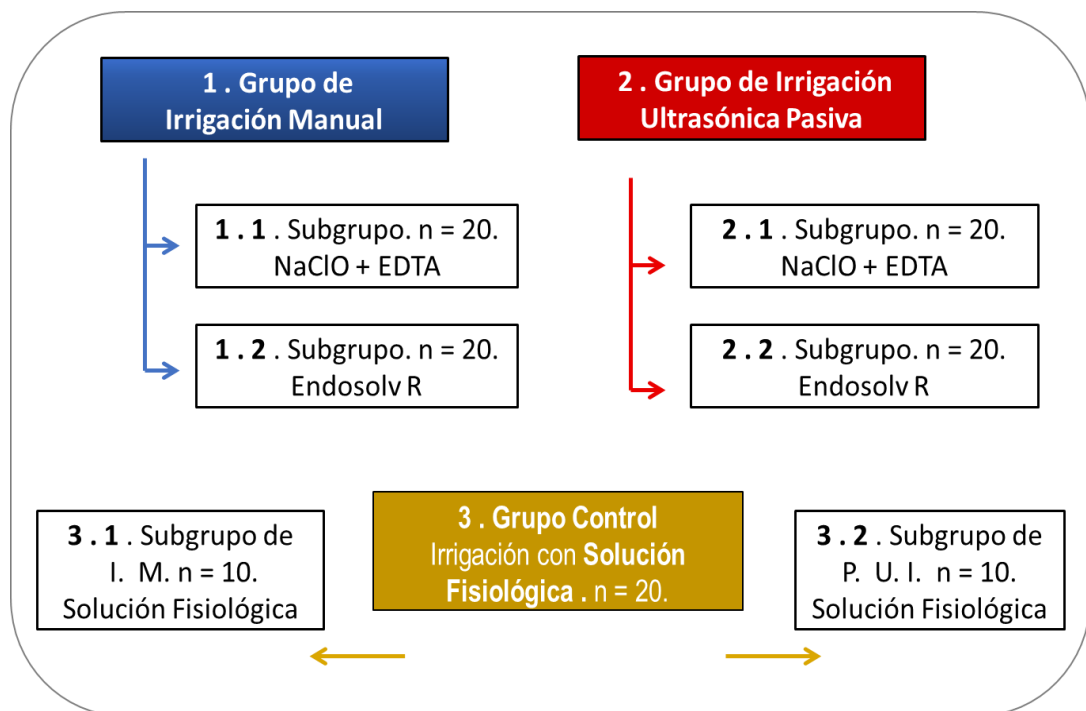 1 . Grupo de
Irrigación Manual
2 . Grupo de Irrigación
Ultrasónica Pasiva
1 . 1 . Subgrupo. n = 20.
NaClO + EDTA
2 . 1 . Subgrupo. n = 20.
NaClO + EDTA
1 . 2 . Subgrupo. n = 20.
Endosolv R
2 . 2 . Subgrupo. n = 20.
Endosolv R
3 . 1 . Subgrupo de
I. M. n = 10.
Solución Fisiológica
3 . Grupo Control
Irrigación con Solución
Fisiológica . n = 20.
3 . 2 . Subgrupo de
P. U. I. n = 10.
Solución Fisiológica